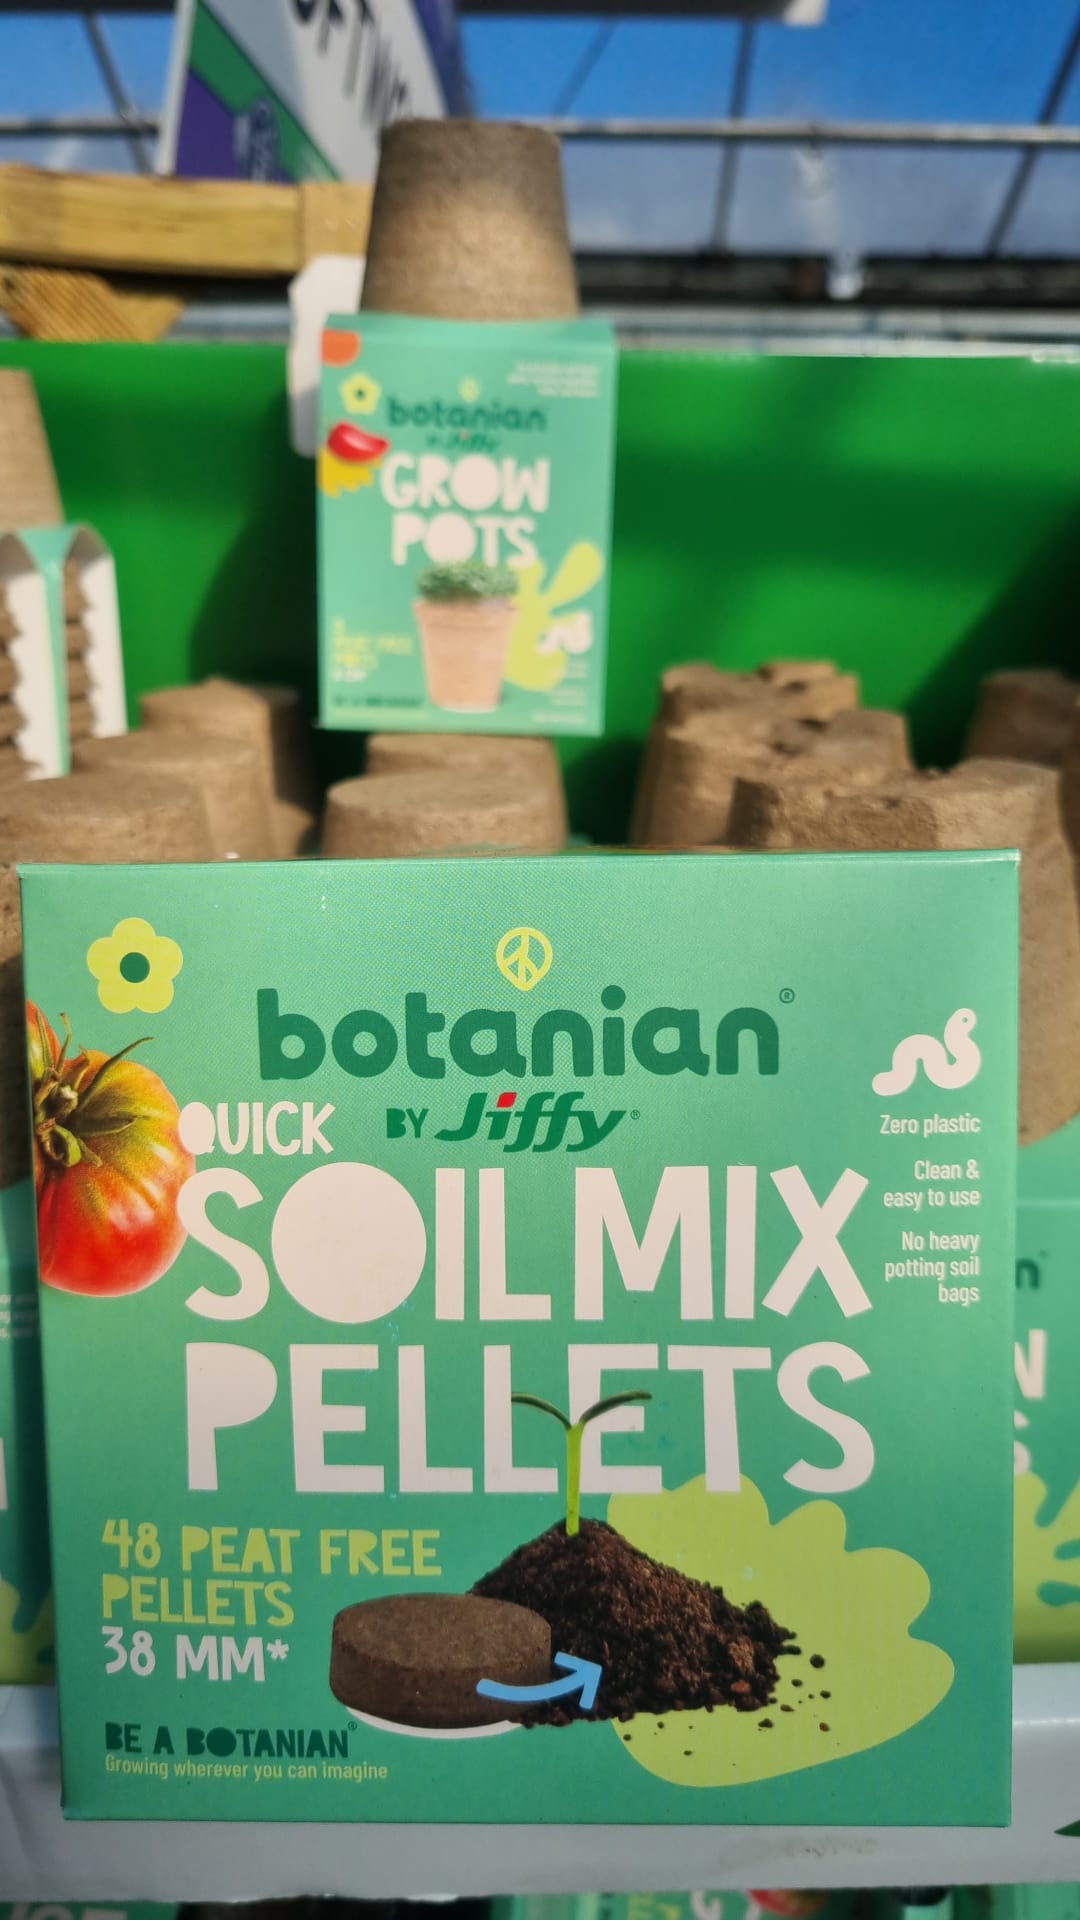 botanian
by Jiffy
GROW
POTS
botanian®
BY Jiffy®
QUICK
SOIL MIX
PELLETS
Zero plastic
Clean &
easy to use
No heavy
potting soil
bags
48 PEAT FREE
PELLETS
38 MM*
BE A BOTANIAN®
Growing wherever you can imagine